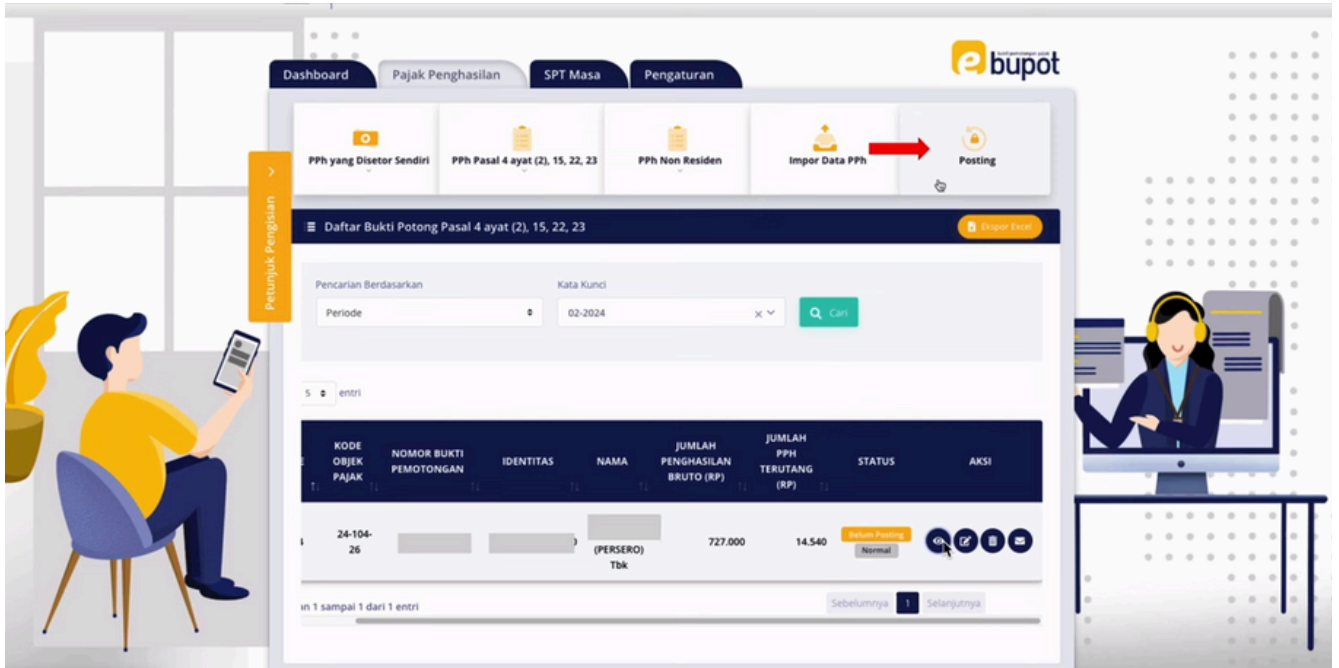 bukti pemotongan pajak
e bupot
Dashboard Pajak Penghasilan SPT Masa Pengaturan
PPh yang Disetor Sendiri PPh Pasal 4 ayat (2), 15, 22, 23 PPh Non Residen Impor Data PPh Posting
Petunjuk Pengisian
Daftar Bukti Potong Pasal 4 ayat (2), 15, 22, 23 Ekspor Excel
Pencarian Berdasarkan Kata Kunci
Periode 02-2024 Cari
5 entri
KODE OBJEK PAJAK NOMOR BUKTI PEMOTONGAN IDENTITAS NAMA JUMLAH PENGHASILAN BRUTO (RP) JUMLAH PPH TERUTANG (RP) STATUS AKSI
24-104-26 (PERSERO) Tbk 727.000 14.540 Belum Posting Normal
1 sampai 1 dari 1 entri
Sebelumnya 1 Selanjutnya